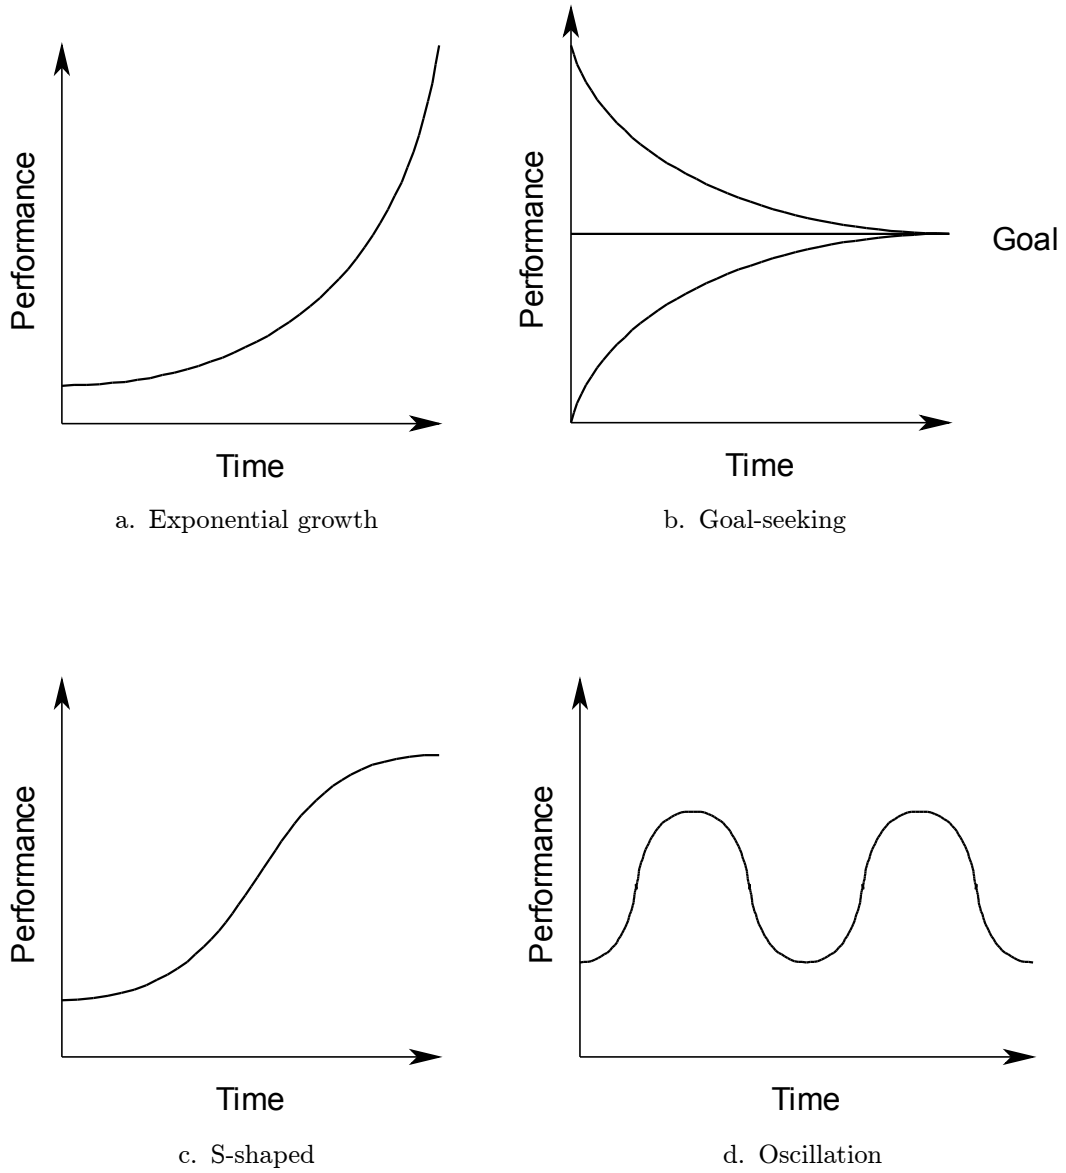 Performance
Time
a. Exponential growth
Performance
Goal
Time
b. Goal-seeking
Performance
Time
c. S-shaped
Performance
Time
d. Oscillation